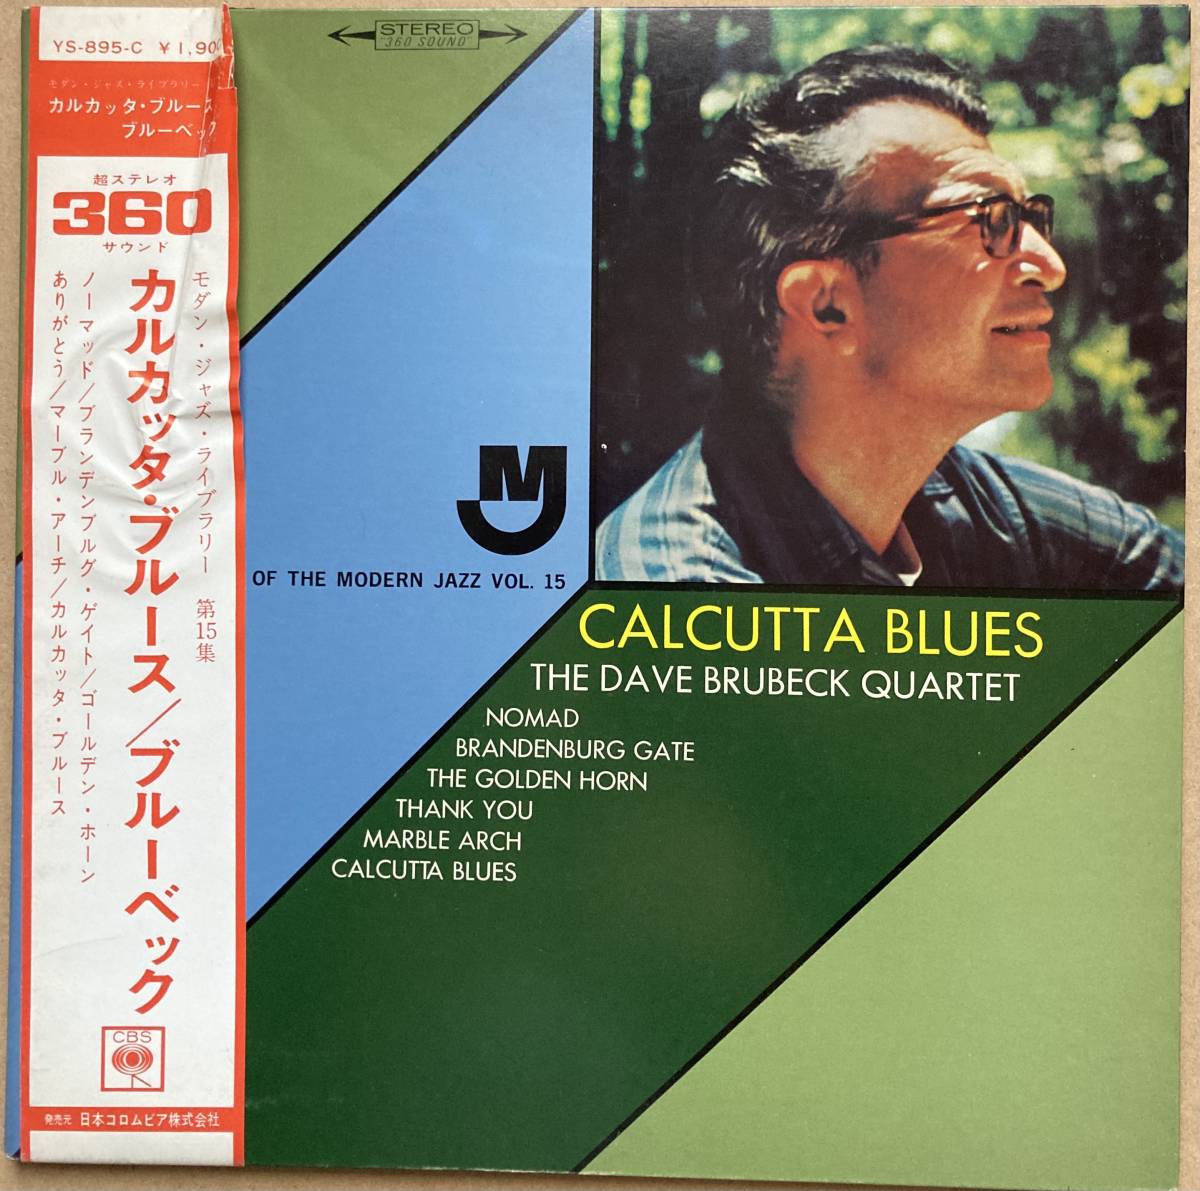 YS-895-C ¥1,90
モダン・ジャズ・ライブラリー
カルカッタ・ブルース
ブルーベック
超ステレオ
360
サウンド
モダン・ジャズ・ライブラリー 第15集
カルカッタ・ブルース/ブルーベック
ノーマッド/ブランデンブルグ・ゲイト/ゴールデン・ホーン
ありがとう/マーブル・アーチ/カルカッタ・ブルース
CBS
発売元 日本コロムビア株式会社
STEREO
"360 SOUND"
MJ
OF THE MODERN JAZZ VOL. 15
CALCUTTA BLUES
THE DAVE BRUBECK QUARTET
NOMAD
BRANDENBURG GATE
THE GOLDEN HORN
THANK YOU
MARBLE ARCH
CALCUTTA BLUES